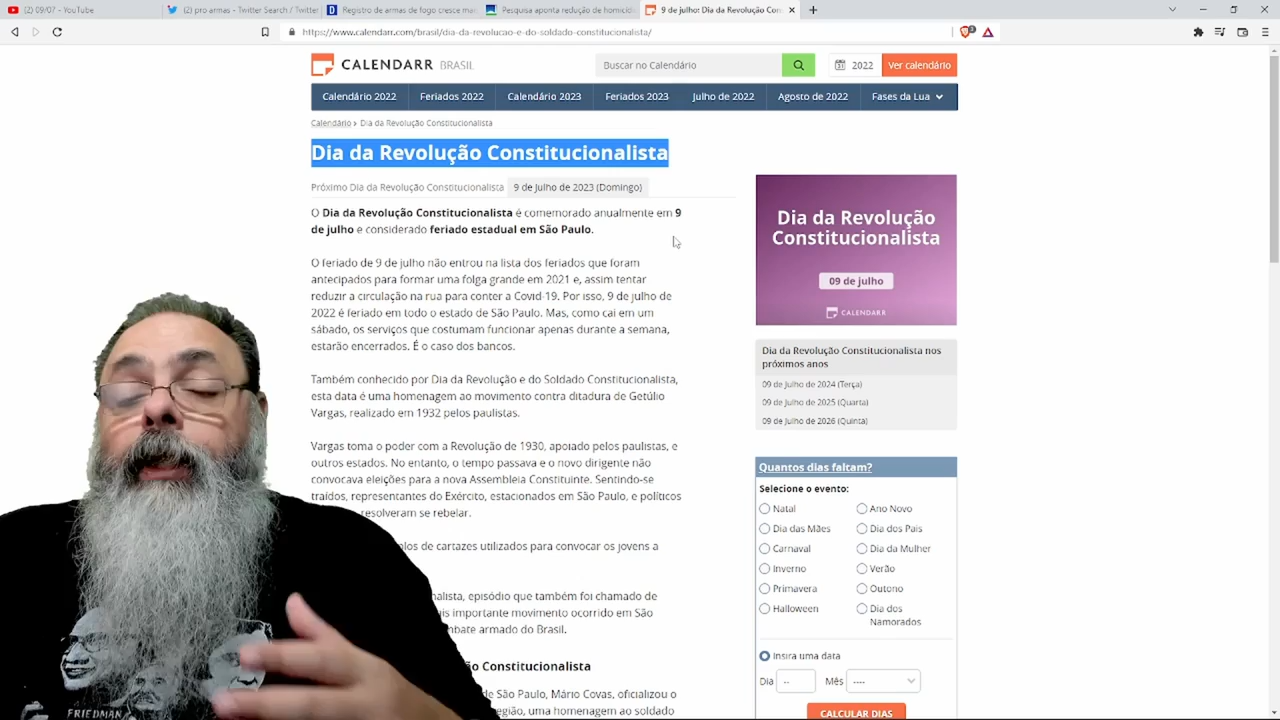 (2) 09/07 - YouTube
(2) pro armas - Twitter Search / Twitter
Registro de armas de fogo cresce mai
Pesquisa aponta redução de homicídi
9 de julho: Dia da Revolução Con
https://www.calendarr.com/brasil/dia-da-revolucao-e-do-soldado-constitucionalista/
CALENDARR BRASIL
Buscar no Calendário
2022
Ver calendário
Calendário 2022
Feriados 2022
Calendário 2023
Feriados 2023
Julho de 2022
Agosto de 2022
Fases da Lua
Calendário › Dia da Revolução Constitucionalista
Dia da Revolução Constitucionalista
Próximo Dia da Revolução Constitucionalista 9 de Julho de 2023 (Domingo)
O Dia da Revolução Constitucionalista é comemorado anualmente em 9
de julho e considerado feriado estadual em São Paulo.
O feriado de 9 de julho não entrou na lista dos feriados que foram
antecipados para formar uma folga grande em 2021 e, assim tentar
reduzir a circulação na rua para conter a Covid-19. Por isso, 9 de julho de
2022 é feriado em todo o estado de São Paulo. Mas, como cai em um
sábado, os serviços que costumam funcionar apenas durante a semana,
estarão encerrados. É o caso dos bancos.
Também conhecido por Dia da Revolução e do Soldado Constitucionalista,
esta data é uma homenagem ao movimento contra ditadura de Getúlio
Vargas, realizado em 1932 pelos paulistas.
Vargas toma o poder com a Revolução de 1930, apoiado pelos paulistas, e
outros estados. No entanto, o tempo passava e o novo dirigente não
convocava eleições para a nova Assembleia Constituinte. Sentindo-se
traídos, representantes do Exército, estacionados em São Paulo, e políticos
resolveram se rebelar.
plos de cartazes utilizados para convocar os jovens a
nalista, episódio que também foi chamado de
ais importante movimento ocorrido em São
mbate armado do Brasil.
ção Constitucionalista
de São Paulo, Mário Covas, oficializou o
egião, uma homenagem ao soldado
Dia da Revolução
Constitucionalista
09 de julho
CALENDARR
Dia da Revolução Constitucionalista nos
próximos anos
09 de Julho de 2024 (Terça)
09 de Julho de 2025 (Quarta)
09 de Julho de 2026 (Quinta)
Quantos dias faltam?
Selecione o evento:
Natal
Ano Novo
Dia das Mães
Dia dos Pais
Carnaval
Dia da Mulher
Inverno
Verão
Primavera
Outono
Halloween
Dia dos
Namorados
Insira uma data
Dia --
Mês ----
CALCULAR DIAS
FRIEDMAN